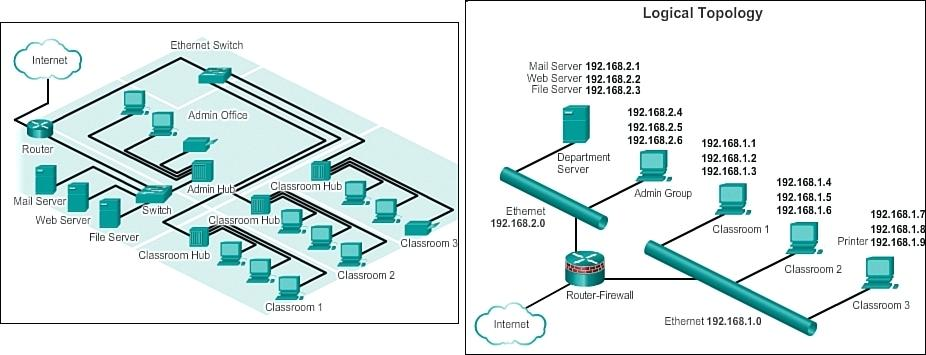 Ethernet Switch
Internet
Admin Office
Router
Admin Hub
Classroom Hub
Mail Server
Web Server
Switch
File Server
Classroom Hub
Classroom 3
Classroom Hub
Classroom 2
Classroom 1
Logical Topology
Mail Server 192.168.2.1
Web Server 192.168.2.2
File Server 192.168.2.3
192.168.2.4
192.168.2.5
192.168.2.6
Department
Server
Admin Group
192.168.1.1
192.168.1.2
192.168.1.3
192.168.1.4
192.168.1.5
192.168.1.6
Ethernet
192.168.2.0
Classroom 1
192.168.1.7
192.168.1.8
Printer 192.168.1.9
Classroom 2
Router-Firewall
Classroom 3
Internet
Ethernet 192.168.1.0